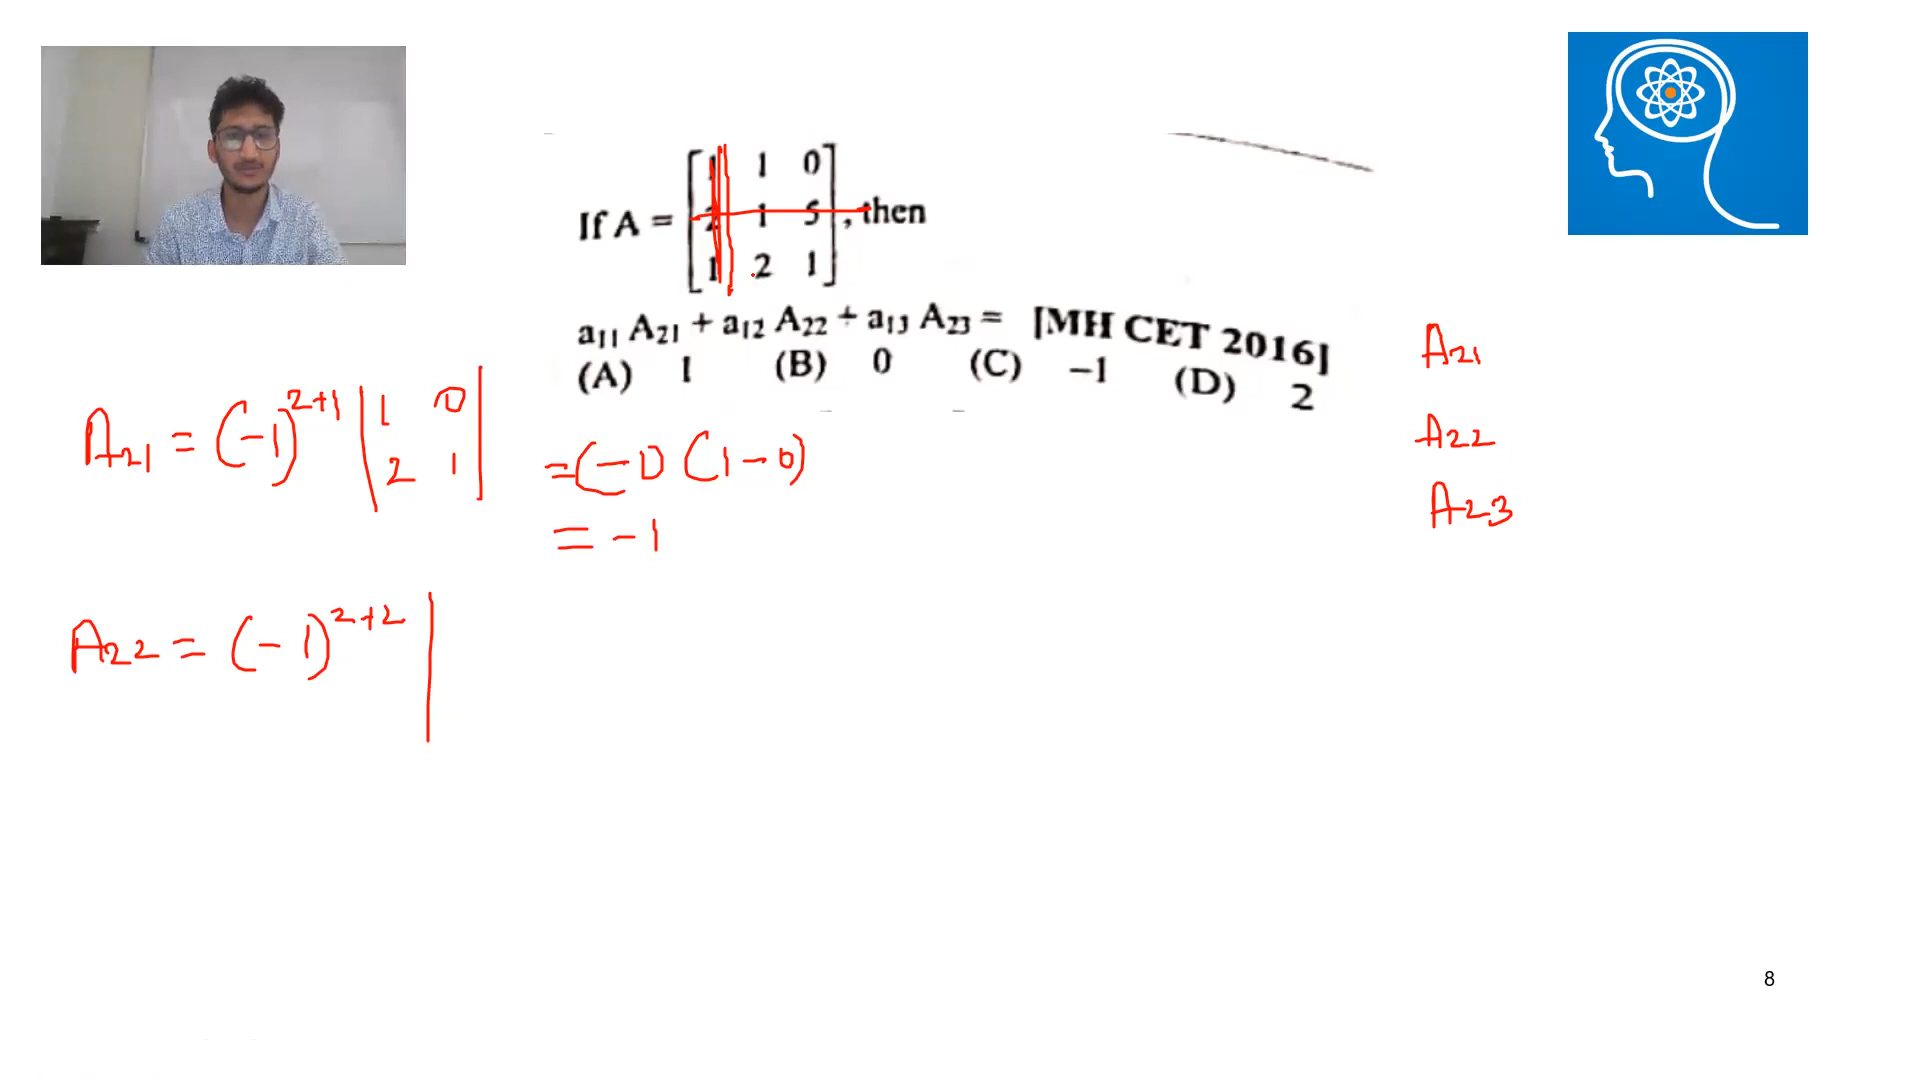 If A = [1 1 0
2 1 5
1 2 1], then
a₁₁ A₂₁ + a₁₂ A₂₂ + a₁₃ A₂₃ = [MH CET 2016]
(A) 1 (B) 0 (C) −1 (D) 2
A₂₁
A₂₂
A₂₃
A₂₁ = (−1)²⁺¹ |1 0
2 1|
= (−1) (1−0)
= −1
A₂₂ = (−1)²⁺² |
8